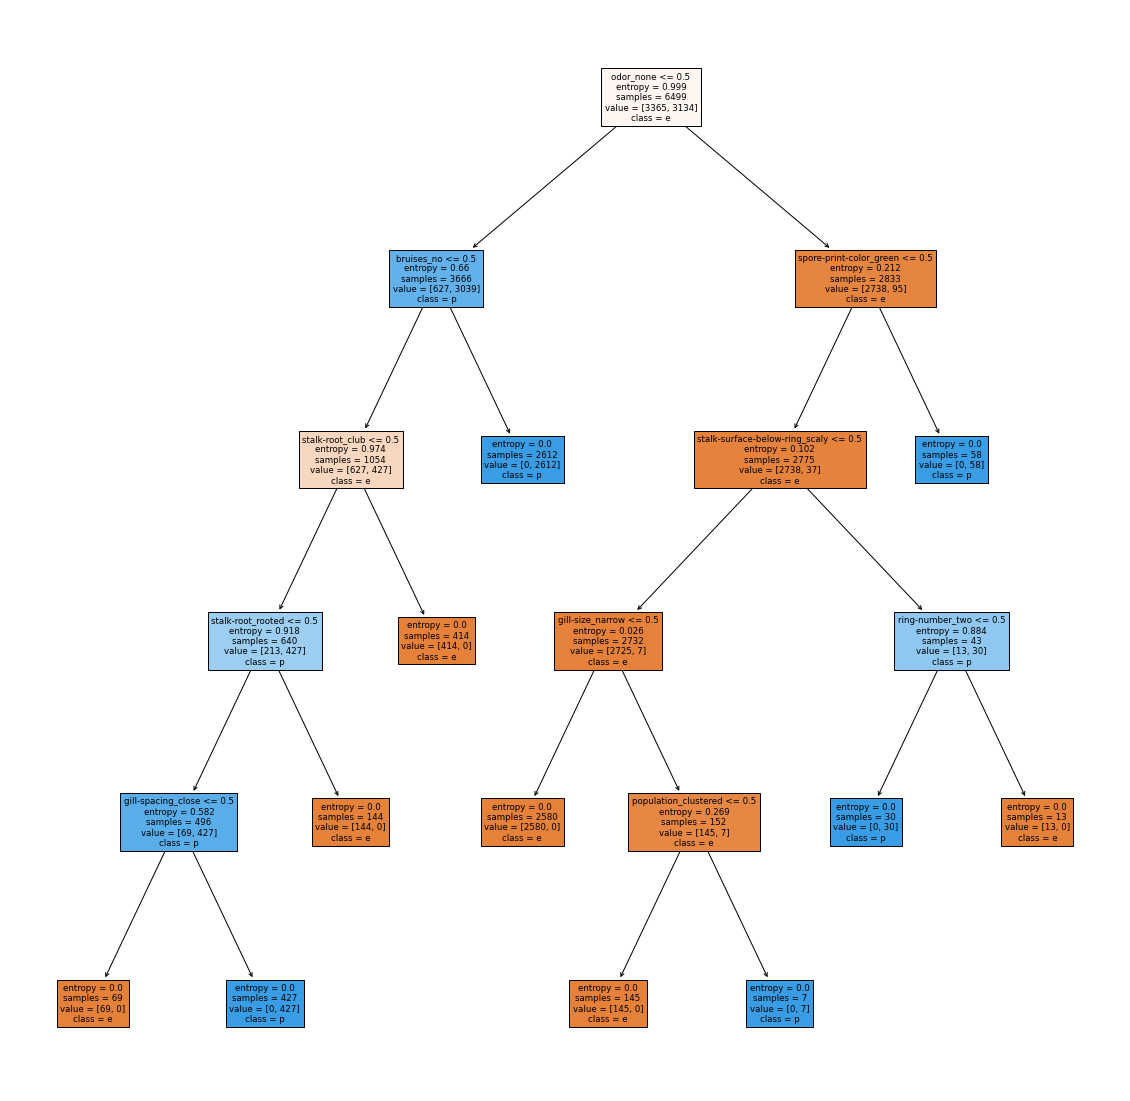 odor_none <= 0.5
entropy = 0.999
samples = 6499
value = [3365, 3134]
class = e
bruises_no <= 0.5
entropy = 0.66
samples = 3666
value = [627, 3039]
class = p
spore-print-color_green <= 0.5
entropy = 0.212
samples = 2833
value = [2738, 95]
class = e
stalk-root_club <= 0.5
entropy = 0.974
samples = 1054
value = [627, 427]
class = e
entropy = 0.0
samples = 2612
value = [0, 2612]
class = p
stalk-surface-below-ring_scaly <= 0.5
entropy = 0.102
samples = 2775
value = [2738, 37]
class = e
entropy = 0.0
samples = 58
value = [0, 58]
class = p
stalk-root_rooted <= 0.5
entropy = 0.918
samples = 640
value = [213, 427]
class = p
entropy = 0.0
samples = 414
value = [414, 0]
class = e
gill-size_narrow <= 0.5
entropy = 0.026
samples = 2732
value = [2725, 7]
class = e
ring-number_two <= 0.5
entropy = 0.884
samples = 43
value = [13, 30]
class = p
gill-spacing_close <= 0.5
entropy = 0.582
samples = 496
value = [69, 427]
class = p
entropy = 0.0
samples = 144
value = [144, 0]
class = e
entropy = 0.0
samples = 2580
value = [2580, 0]
class = e
population_clustered <= 0.5
entropy = 0.269
samples = 152
value = [145, 7]
class = e
entropy = 0.0
samples = 30
value = [0, 30]
class = p
entropy = 0.0
samples = 13
value = [13, 0]
class = e
entropy = 0.0
samples = 69
value = [69, 0]
class = e
entropy = 0.0
samples = 427
value = [0, 427]
class = p
entropy = 0.0
samples = 145
value = [145, 0]
class = e
entropy = 0.0
samples = 7
value = [0, 7]
class = p